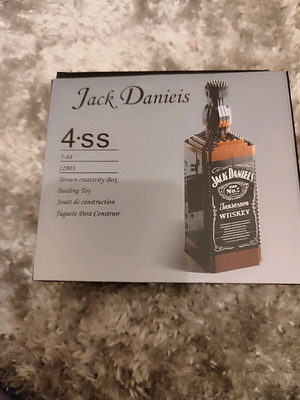 Jack Danieis
4·ss
3-88
12903
Brown creativity Box
Buiding Toy
Jouet de construction
Juguete Para Construir
JACK DANIEL'S
No.7
Tennessee
WHISKEY